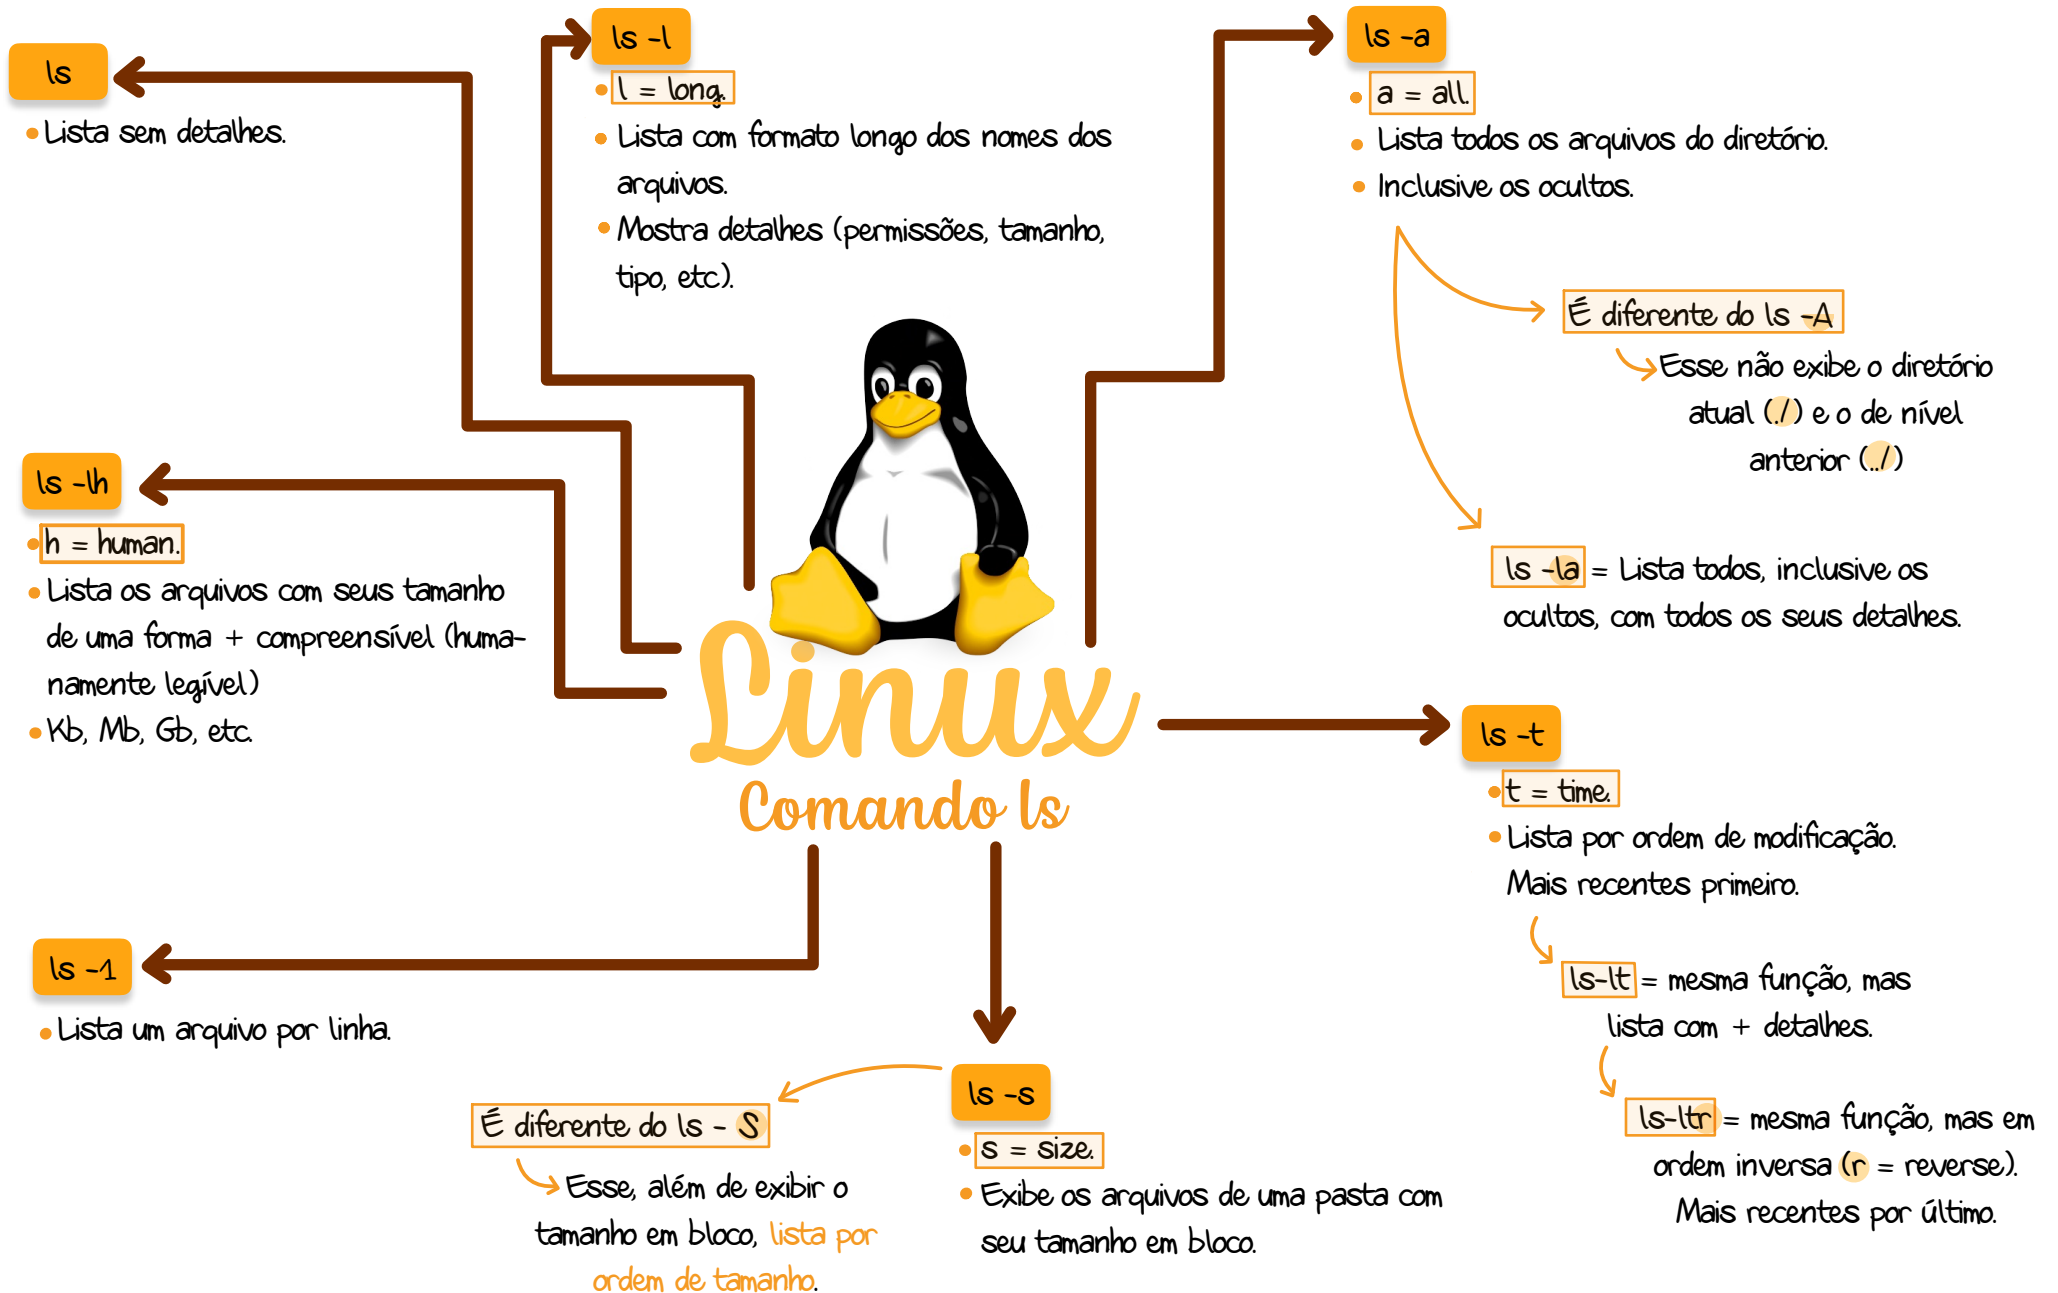 ls
• Lista sem detalhes.
ls -l
• l = long.
• Lista com formato longo dos nomes dos
arquivos.
• Mostra detalhes (permissões, tamanho,
tipo, etc).
ls -a
• a = all.
• Lista todos os arquivos do diretório.
• Inclusive os ocultos.
É diferente do ls -A
Esse não exibe o diretório
atual (./) e o de nível
anterior (../)
ls -la = Lista todos, inclusive os
ocultos, com todos os seus detalhes.
ls -lh
• h = human.
• Lista os arquivos com seus tamanho
de uma forma + compreensível (huma-
namente legível)
• Kb, Mb, Gb, etc.
Linux
Comando ls
ls -t
• t = time.
• Lista por ordem de modificação.
Mais recentes primeiro.
ls-lt = mesma função, mas
lista com + detalhes.
ls-ltr = mesma função, mas em
ordem inversa (r = reverse).
Mais recentes por último.
ls -1
• Lista um arquivo por linha.
ls -s
• s = size.
• Exibe os arquivos de uma pasta com
seu tamanho em bloco.
É diferente do ls - S
Esse, além de exibir o
tamanho em bloco, lista por
ordem de tamanho.